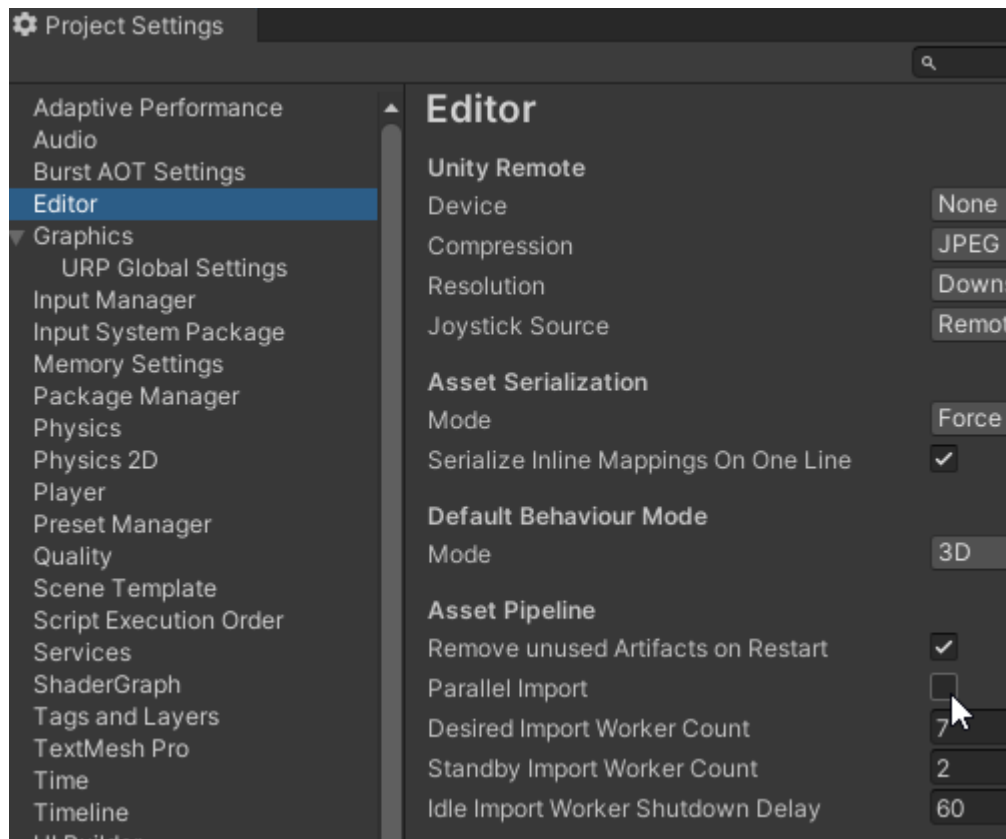 Project Settings
Adaptive Performance
Audio
Burst AOT Settings
Editor
Graphics
URP Global Settings
Input Manager
Input System Package
Memory Settings
Package Manager
Physics
Physics 2D
Player
Preset Manager
Quality
Scene Template
Script Execution Order
Services
ShaderGraph
Tags and Layers
TextMesh Pro
Time
Timeline
Editor
Unity Remote
Device None
Compression JPEG
Resolution
Joystick Source
Asset Serialization
Mode Force
Serialize Inline Mappings On One Line
Default Behaviour Mode
Mode 3D
Asset Pipeline
Remove unused Artifacts on Restart
Parallel Import
Desired Import Worker Count 7
Standby Import Worker Count 2
Idle Import Worker Shutdown Delay 60